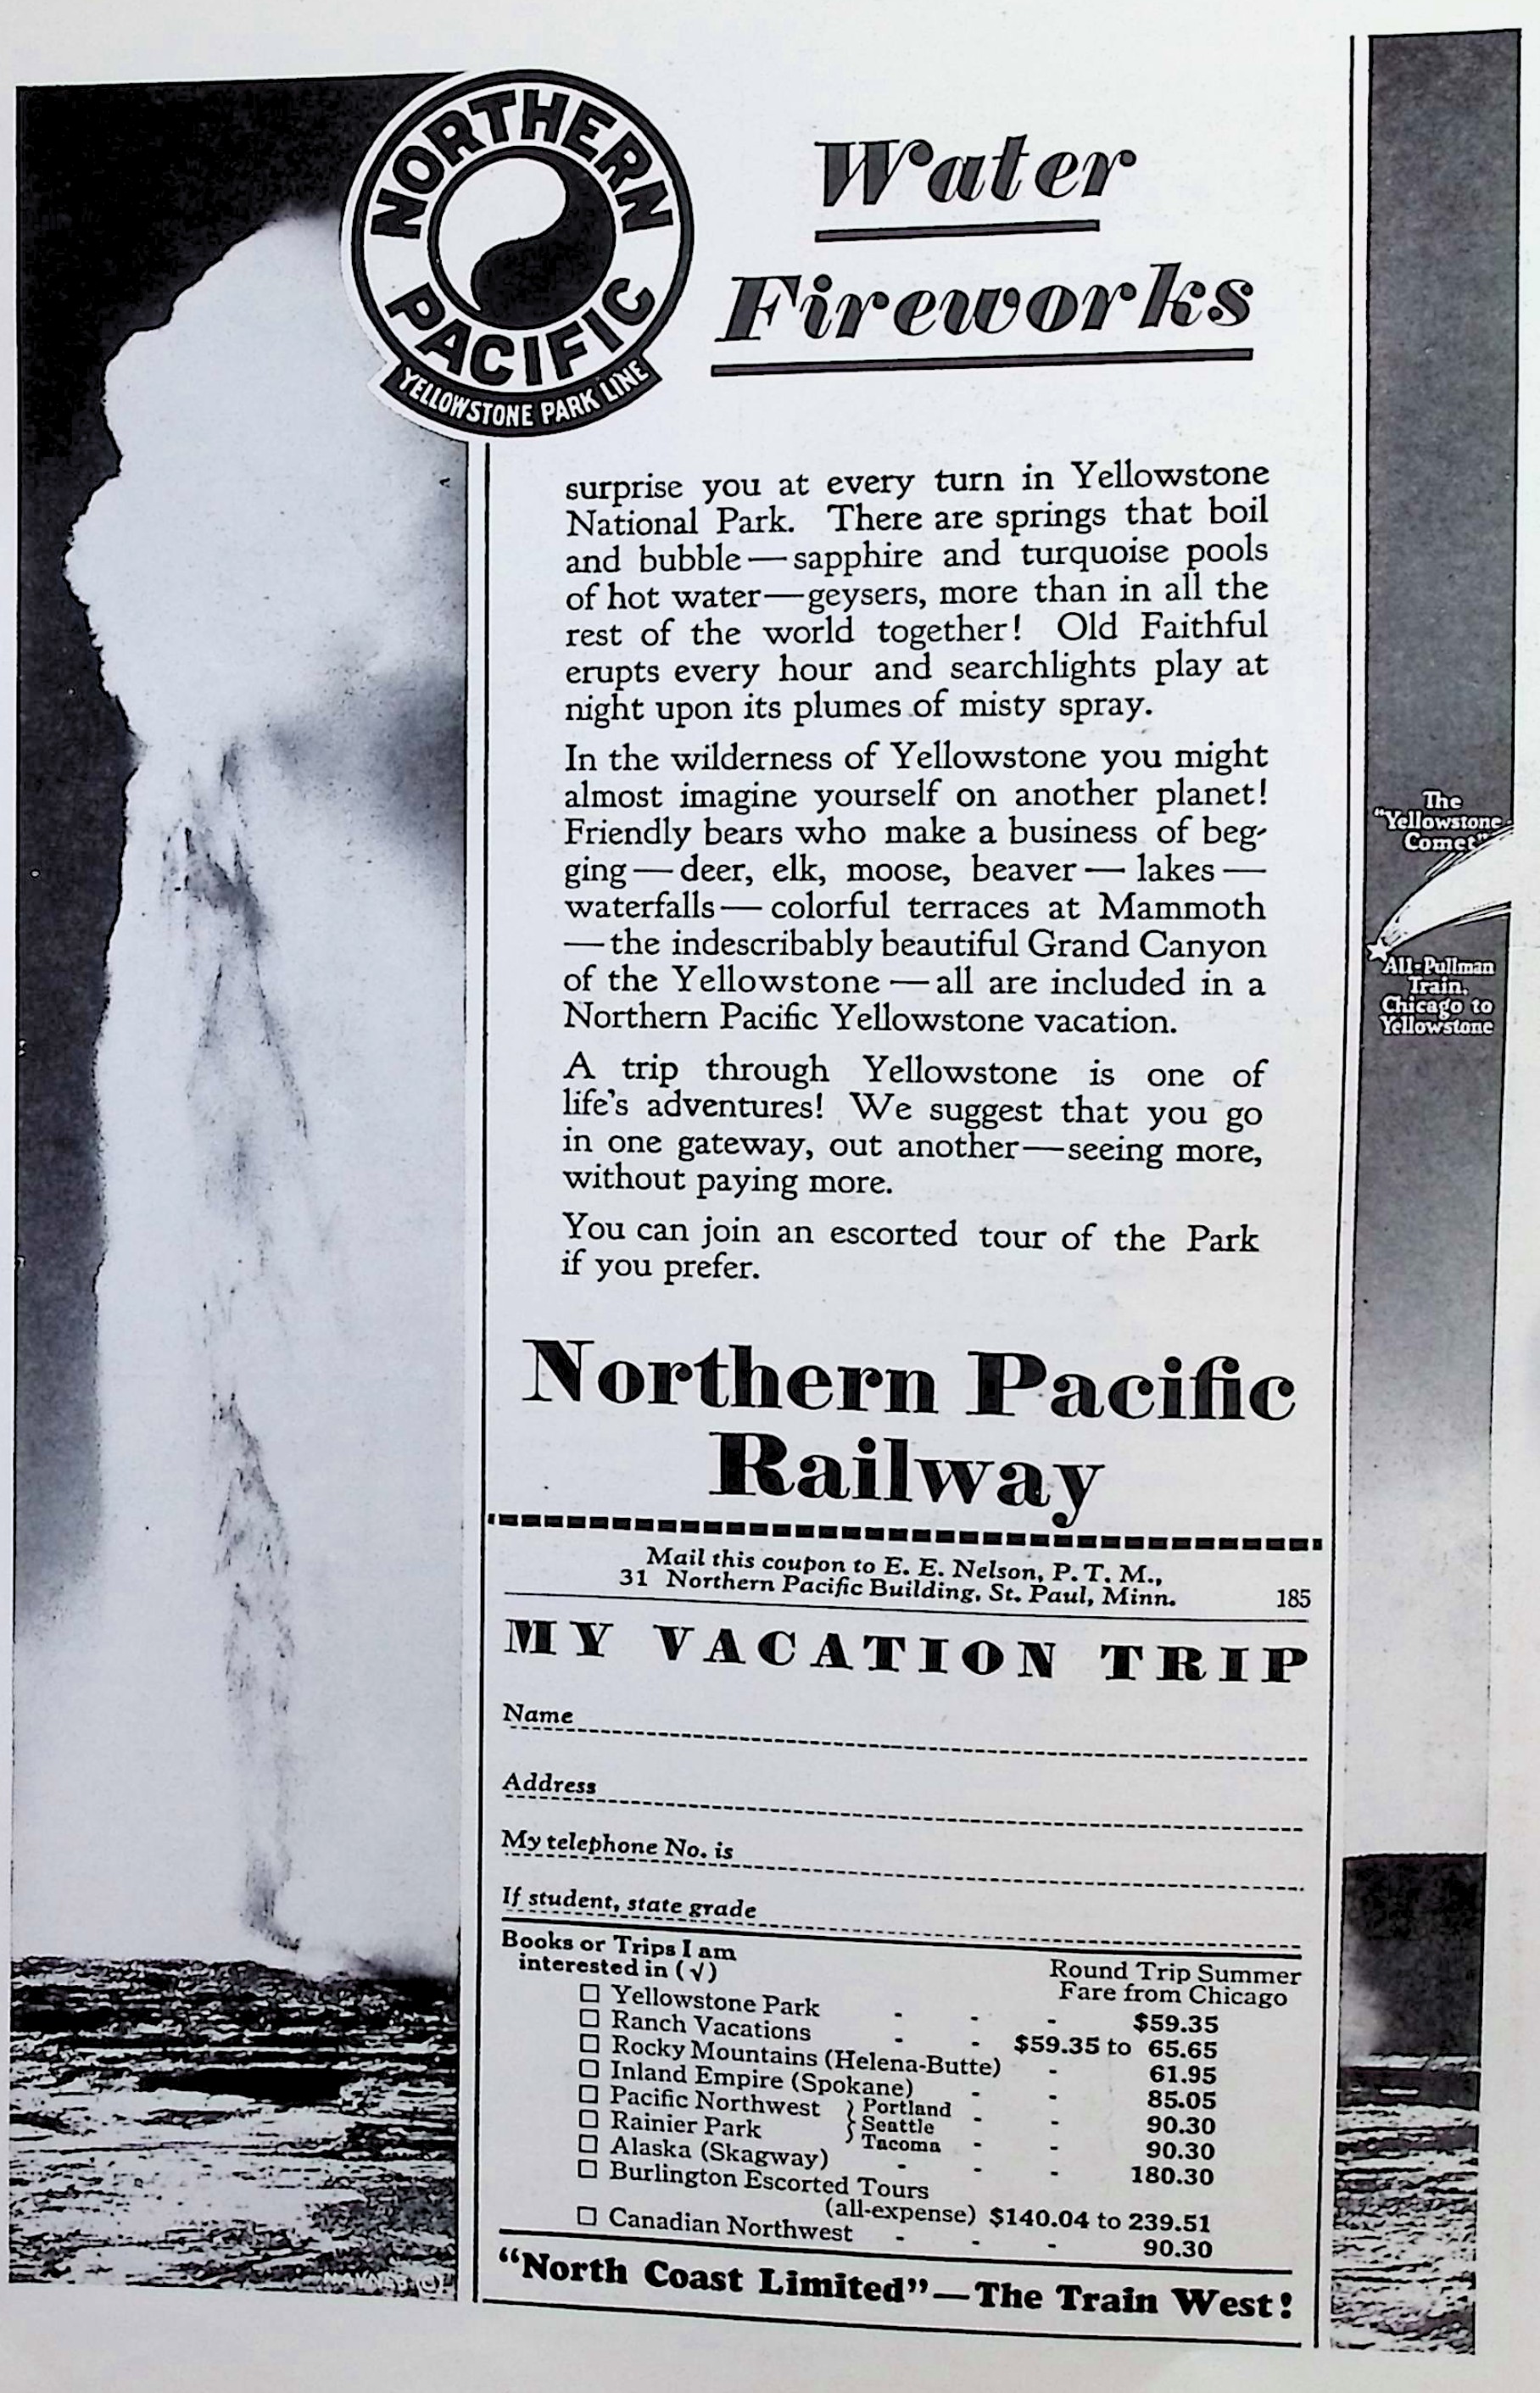 NORTHERN
PACIFIC
YELLOWSTONE PARK LINE
Water
Fireworks
surprise you at every turn in Yellowstone
National Park. There are springs that boil
and bubble—sapphire and turquoise pools
of hot water—geysers, more than in all the
rest of the world together! Old Faithful
erupts every hour and searchlights play at
night upon its plumes of misty spray.
In the wilderness of Yellowstone you might
almost imagine yourself on another planet!
Friendly bears who make a business of beg-
ging—deer, elk, moose, beaver—lakes—
waterfalls—colorful terraces at Mammoth
—the indescribably beautiful Grand Canyon
of the Yellowstone—all are included in a
Northern Pacific Yellowstone vacation.
A trip through Yellowstone is one of
life's adventures! We suggest that you go
in one gateway, out another—seeing more,
without paying more.
You can join an escorted tour of the Park
if you prefer.
Northern Pacific
Railway
Mail this coupon to E. E. Nelson, P. T. M.,
31 Northern Pacific Building, St. Paul, Minn. 185
MY VACATION TRIP
Name
Address
My telephone No. is
If student, state grade
Books or Trips I am
interested in (√)
Round Trip Summer
Fare from Chicago
☐ Yellowstone Park - - - $59.35
☐ Ranch Vacations - - $59.35 to 65.65
☐ Rocky Mountains (Helena-Butte) - 61.95
☐ Inland Empire (Spokane) - - 85.05
☐ Pacific Northwest } Portland - - 90.30
☐ Rainier Park } Seattle
Tacoma - - 90.30
☐ Alaska (Skagway) - - - 180.30
☐ Burlington Escorted Tours
(all-expense) $140.04 to 239.51
☐ Canadian Northwest - - - 90.30
"North Coast Limited"—The Train West!
The
"Yellowstone
Comet"
All-Pullman
Train,
Chicago to
Yellowstone